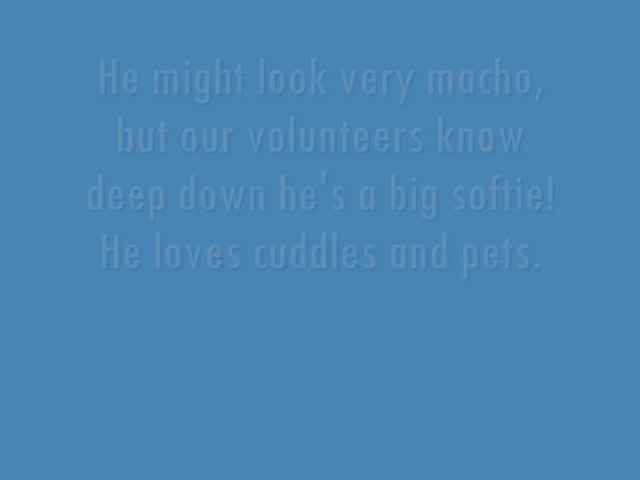 He might look very macho,
but our volunteers know
deep down he's a big softie!
He loves cuddles and pets.